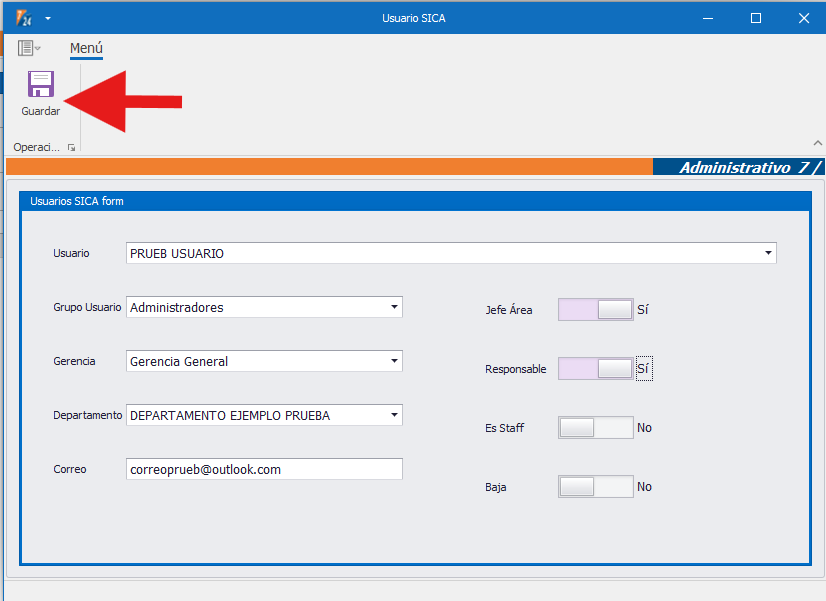 Usuario SICA
Menú
Guardar
Operaci...
Administrativo 7 /
Usuarios SICA form
Usuario PRUEB USUARIO
Grupo Usuario Administradores Jefe Área Sí
Gerencia Gerencia General Responsable Sí
Departamento DEPARTAMENTO EJEMPLO PRUEBA Es Staff No
Correo correoprueb@outlook.com Baja No